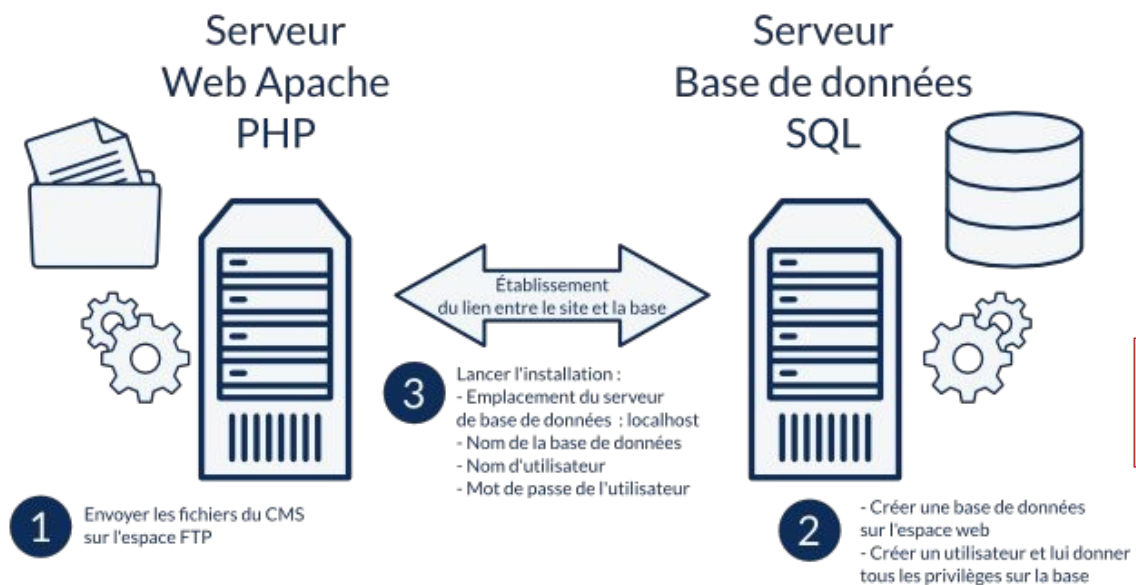 Serveur
Web Apache
PHP
Serveur
Base de données
SQL
Établissement
du lien entre le site et la base
3
Lancer l'installation :
- Emplacement du serveur
de base de données : localhost
- Nom de la base de données
- Nom d'utilisateur
- Mot de passe de l'utilisateur
1
Envoyer les fichiers du CMS
sur l'espace FTP
2
- Créer une base de données
sur l'espace web
- Créer un utilisateur et lui donner
tous les privilèges sur la base